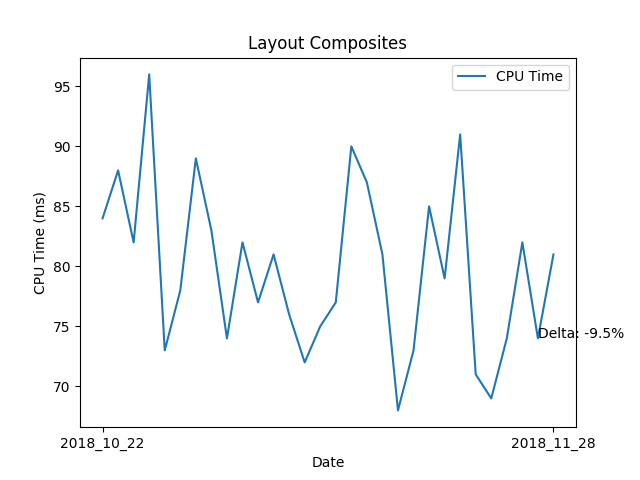 Layout Composites
CPU Time
CPU Time (ms)
95
90
85
80
75
70
Delta: -9.5%
2018_10_22
2018_11_28
Date